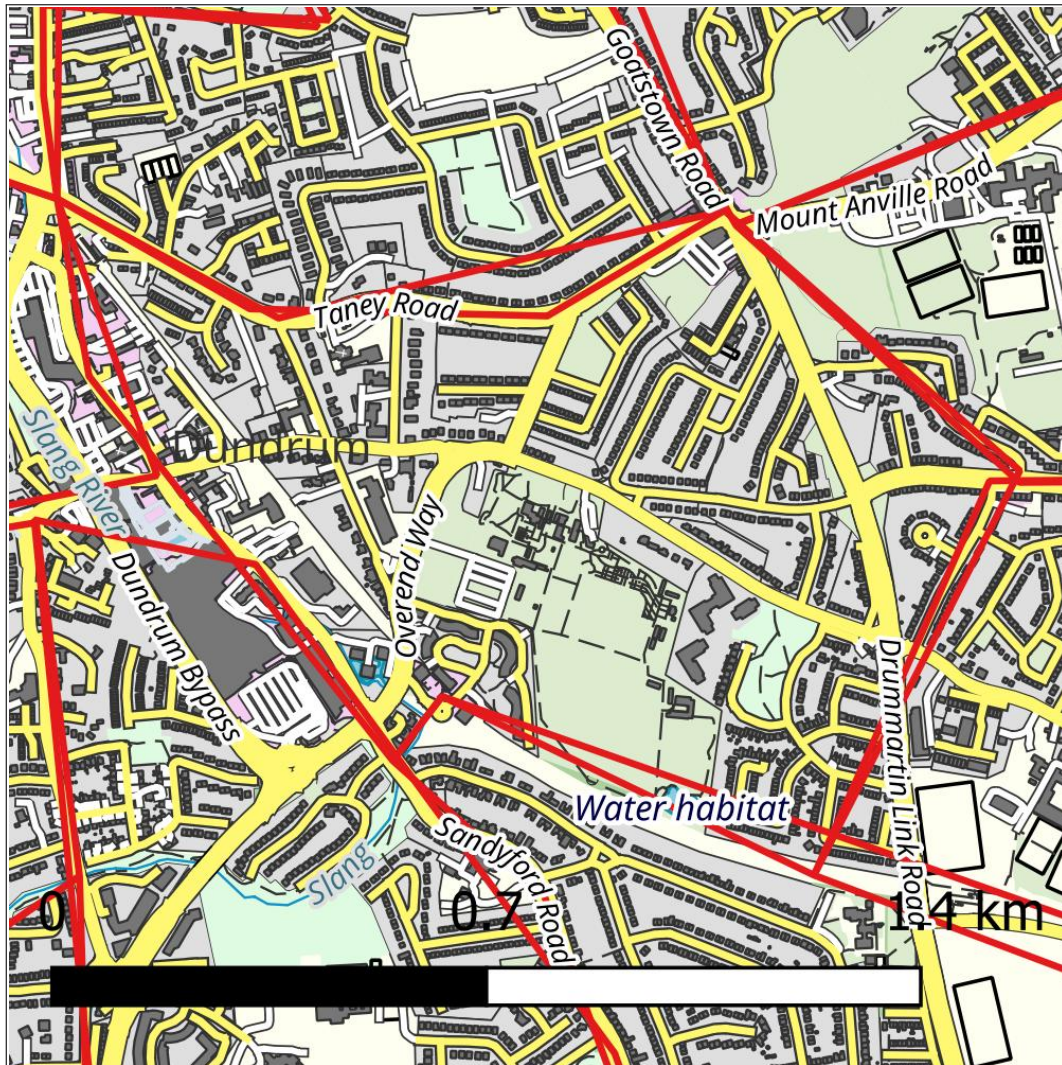 Goatstown Road
Mount Anville Road
Taney Road
Dundrum
Slang River
Overend Way
Dundrum Bypass
Drummartin Link Road
Water habitat
Sandyford Road
Slang
0
0.7
1.4 km